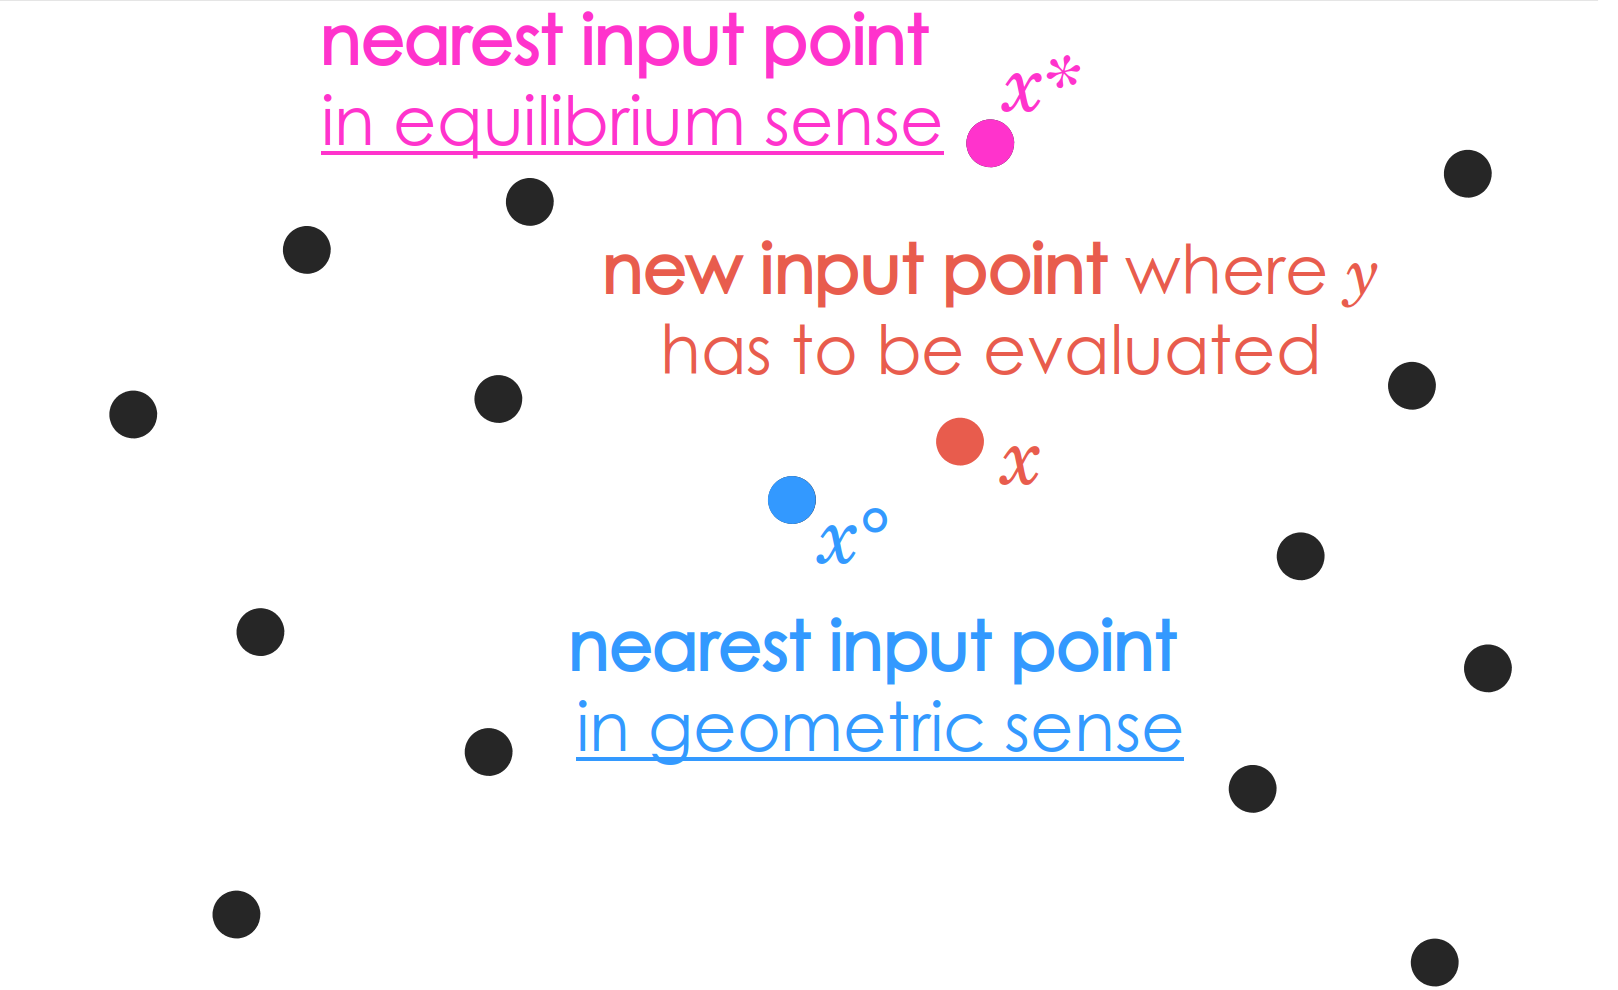 nearest input point
in equilibrium sense
x*
new input point where y
has to be evaluated
x
x°
nearest input point
in geometric sense